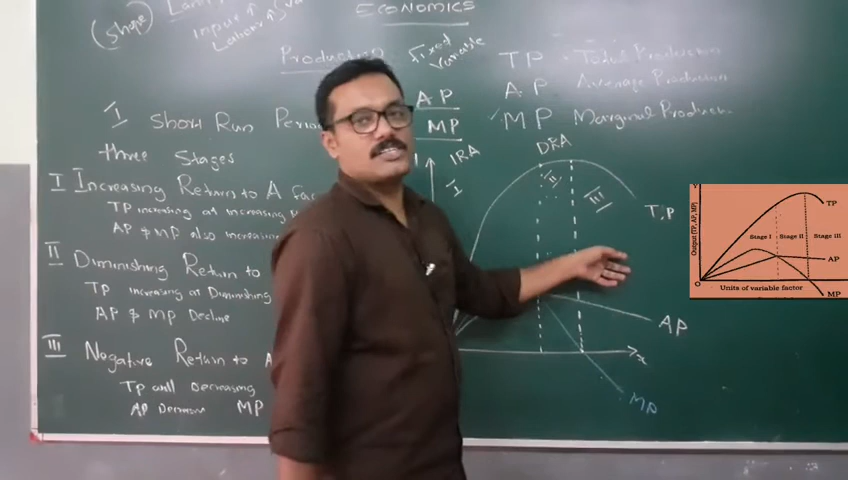 ECONOMICS
(Shape)
Input ↑
Labour ↑
Production
Fixed
Variable
TP - Total Production
AP Average Production
MP Marginal Production
AP
MP
I Short Run Period
three Stages
I Increasing Return to A
TP increasing at increasing
AP & MP also increasing
II Diminishing Return to
TP increasing at Diminishing
AP & MP Decline
III Negative Return to
TP will Decreasing
AP Decrease MP
IRA
DRA
I
II
III
T.P
AP
MP
x
Y
Output (TP, AP, MP)
TP
Stage I Stage II Stage III
AP
O
Units of variable factor
MP